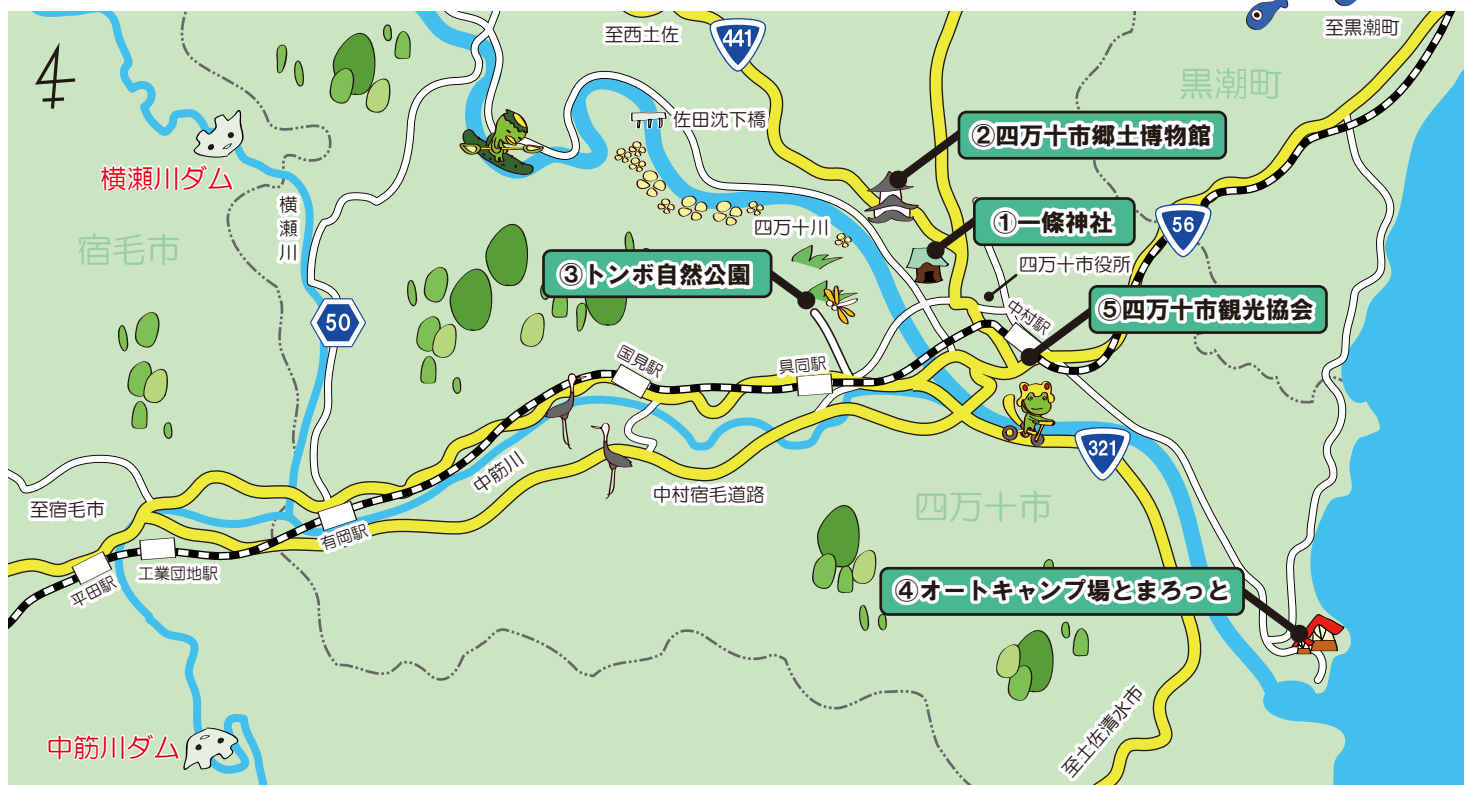 至西土佐
441
至黒潮町
黒潮町
佐田沈下橋
②四万十市郷土博物館
横瀬川ダム
横瀬川
四万十川
①一條神社
56
宿毛市
③トンボ自然公園
四万十市役所
⑤四万十市観光協会
中村駅
50
国見駅
具同駅
321
中筋川
中村宿毛道路
四万十市
至宿毛市
有岡駅
工業団地駅
平田駅
④オートキャンプ場とまろっと
中筋川ダム
至土佐清水市